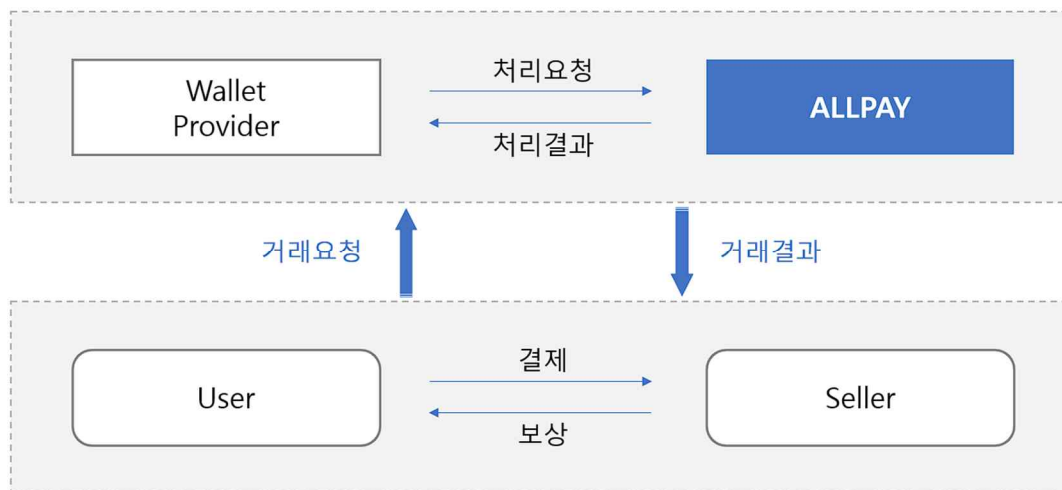 Wallet
Provider
처리요청
처리결과
ALLPAY
거래요청
거래결과
User
결제
보상
Seller